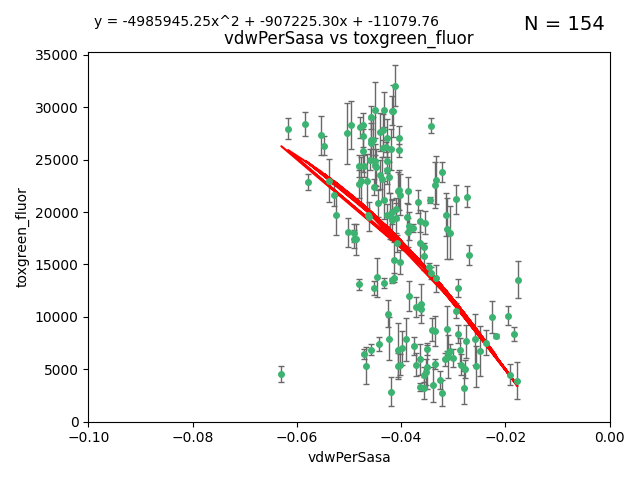 y = -4985945.25x^2 + -907225.30x + -11079.76
N = 154
vdwPerSasa vs toxgreen_fluor
35000
30000
25000
20000
15000
10000
5000
0
toxgreen_fluor
−0.10
−0.08
−0.06
−0.04
−0.02
0.00
vdwPerSasa